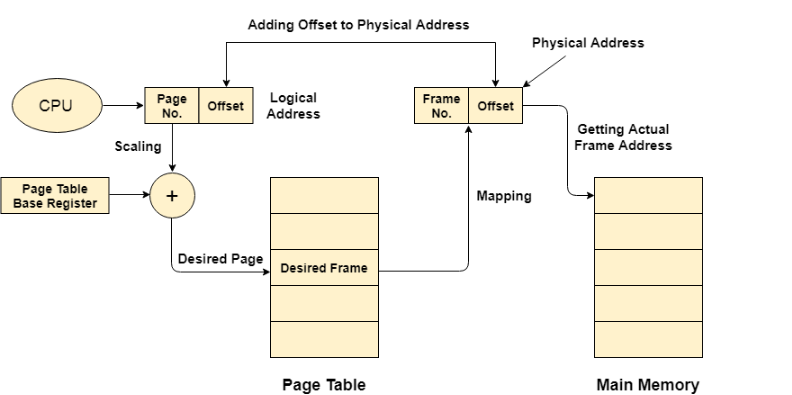 Adding Offset to Physical Address
Physical Address
CPU
Page
No.
Offset
Logical
Address
Frame
No.
Offset
Getting Actual
Frame Address
Scaling
Page Table
Base Register
+
Mapping
Desired Page
Desired Frame
Page Table
Main Memory